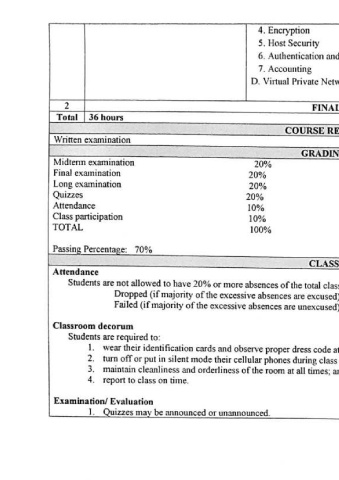 4. Encryption
5. Host Security
6. Authentication and
7. Accounting
D. Virtual Private Netw
2 FINAL
Total 36 hours
COURSE RE
Written examination
GRADIN
Midterm examination 20%
Final examination 20%
Long examination 20%
Quizzes 20%
Attendance 10%
Class participation 10%
TOTAL 100%
Passing Percentage: 70%
CLASS
Attendance
Students are not allowed to have 20% or more absences of the total class
Dropped (if majority of the excessive absences are excused)
Failed (if majority of the excessive absences are unexcused)
Classroom decorum
Students are required to:
1. wear their identification cards and observe proper dress code at
2. turn off or put in silent mode their cellular phones during class
3. maintain cleanliness and orderliness of the room at all times; an
4. report to class on time.
Examination/ Evaluation
1. Quizzes may be announced or unannounced.